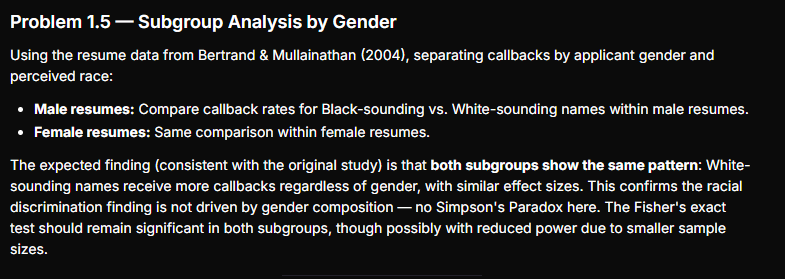 Problem 1.5 — Subgroup Analysis by Gender
Using the resume data from Bertrand & Mullainathan (2004), separating callbacks by applicant gender and
perceived race:
• Male resumes: Compare callback rates for Black-sounding vs. White-sounding names within male resumes.
• Female resumes: Same comparison within female resumes.
The expected finding (consistent with the original study) is that both subgroups show the same pattern: White-
sounding names receive more callbacks regardless of gender, with similar effect sizes. This confirms the racial
discrimination finding is not driven by gender composition — no Simpson's Paradox here. The Fisher's exact
test should remain significant in both subgroups, though possibly with reduced power due to smaller sample
sizes.